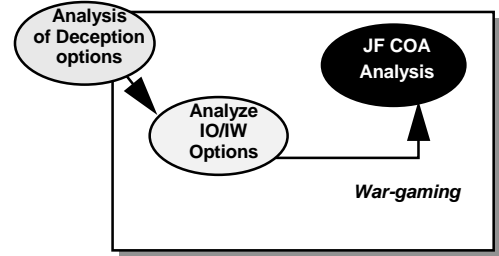 Analysis
of Deception
options
JF COA
Analysis
Analyze
IO/IW
Options
War-gaming